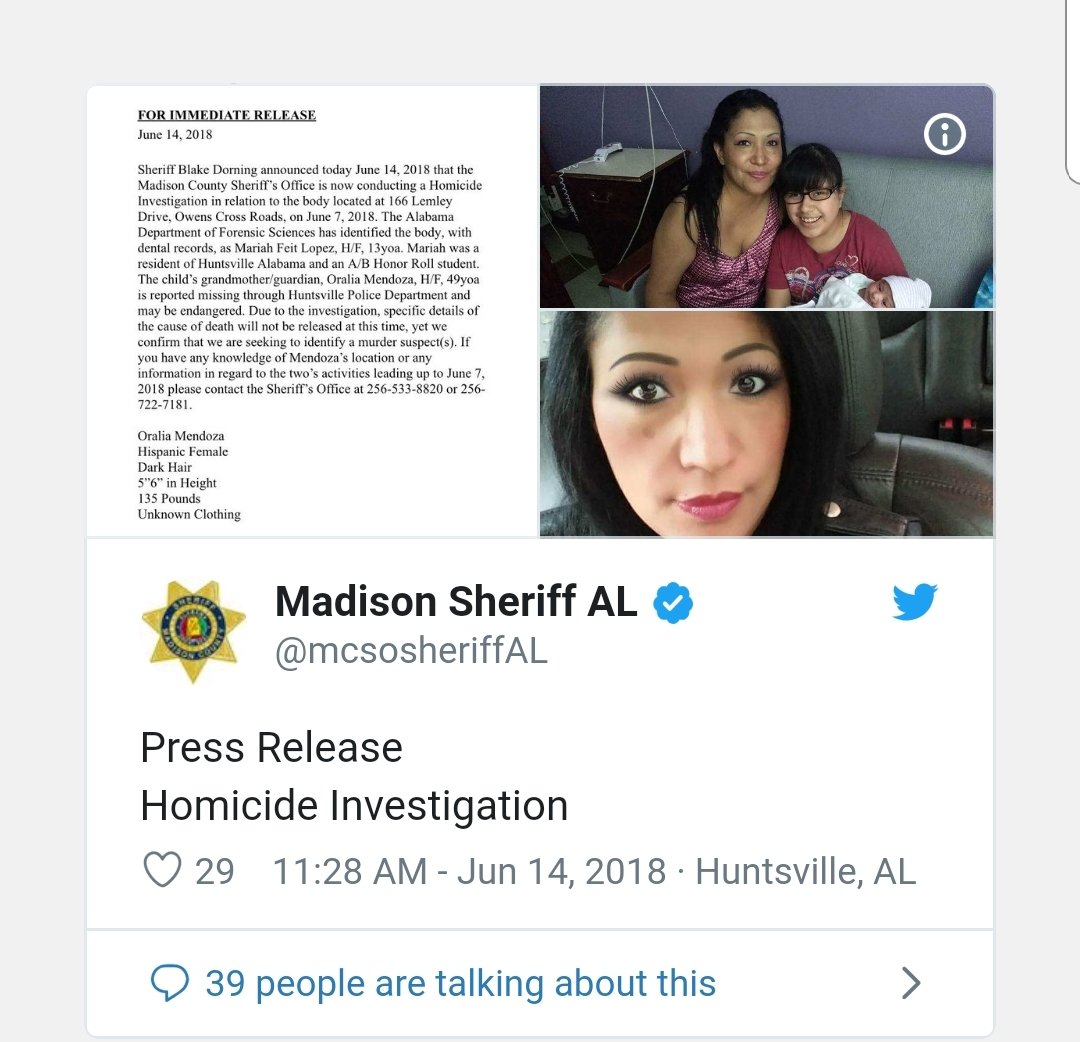 FOR IMMEDIATE RELEASE
June 14, 2018
Sheriff Blake Dorning announced today June 14, 2018 that the
Madison County Sheriff's Office is now conducting a Homicide
Investigation in relation to the body located at 166 Lemley
Drive, Owens Cross Roads, on June 7, 2018. The Alabama
Department of Forensic Sciences has identified the body, with
dental records, as Mariah Feit Lopez, H/F, 13yoa. Mariah was a
resident of Huntsville Alabama and an A/B Honor Roll student.
The child's grandmother/guardian, Oralia Mendoza, H/F, 49yoa
is reported missing through Huntsville Police Department and
may be endangered. Due to the investigation, specific details of
the cause of death will not be released at this time, yet we
confirm that we are seeking to identify a murder suspect(s). If
you have any knowledge of Mendoza's location or any
information in regard to the two's activities leading up to June 7,
2018 please contact the Sheriff's Office at 256-533-8820 or 256-
722-7181.
Oralia Mendoza
Hispanic Female
Dark Hair
5"6" in Height
135 Pounds
Unknown Clothing
SHERIFF
MADISON COUNTY
Madison Sheriff AL
@mcsosheriffAL
Press Release
Homicide Investigation
29 11:28 AM - Jun 14, 2018 · Huntsville, AL
39 people are talking about this